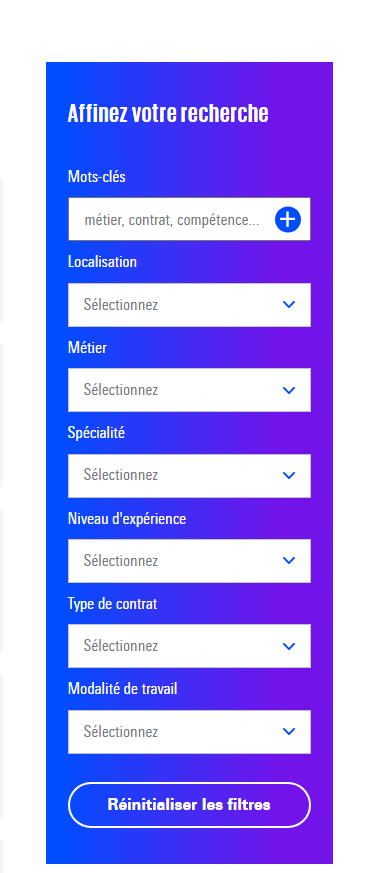 Affinez votre recherche
Mots-clés
métier, contrat, compétence...
Localisation
Sélectionnez
Métier
Sélectionnez
Spécialité
Sélectionnez
Niveau d'expérience
Sélectionnez
Type de contrat
Sélectionnez
Modalité de travail
Sélectionnez
Réinitialiser les filtres